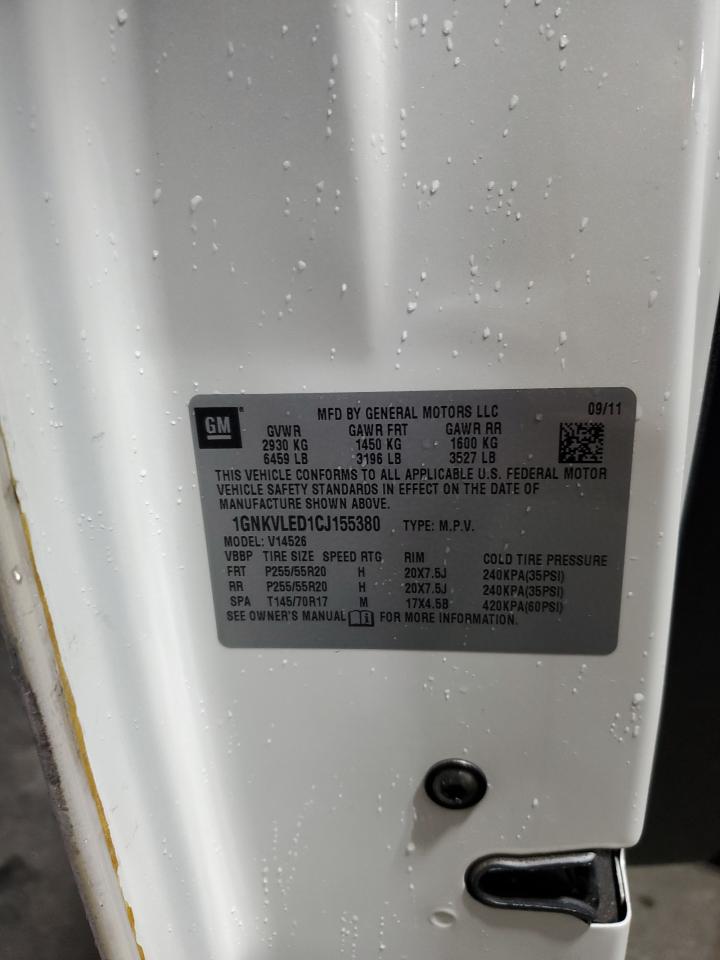 GM ®
MFD BY GENERAL MOTORS LLC 09/11
GVWR GAWR FRT GAWR RR
2930 KG 1450 KG 1600 KG
6459 LB 3196 LB 3527 LB
THIS VEHICLE CONFORMS TO ALL APPLICABLE U.S. FEDERAL MOTOR
VEHICLE SAFETY STANDARDS IN EFFECT ON THE DATE OF
MANUFACTURE SHOWN ABOVE.
1GNKVLED1CJ155380 TYPE: M.P.V.
MODEL: V14526
VBBP TIRE SIZE SPEED RTG RIM COLD TIRE PRESSURE
FRT P255/55R20 H 20X7.5J 240KPA(35PSI)
RR P255/55R20 H 20X7.5J 240KPA(35PSI)
SPA T145/70R17 M 17X4.5B 420KPA(60PSI)
SEE OWNER'S MANUAL FOR MORE INFORMATION.